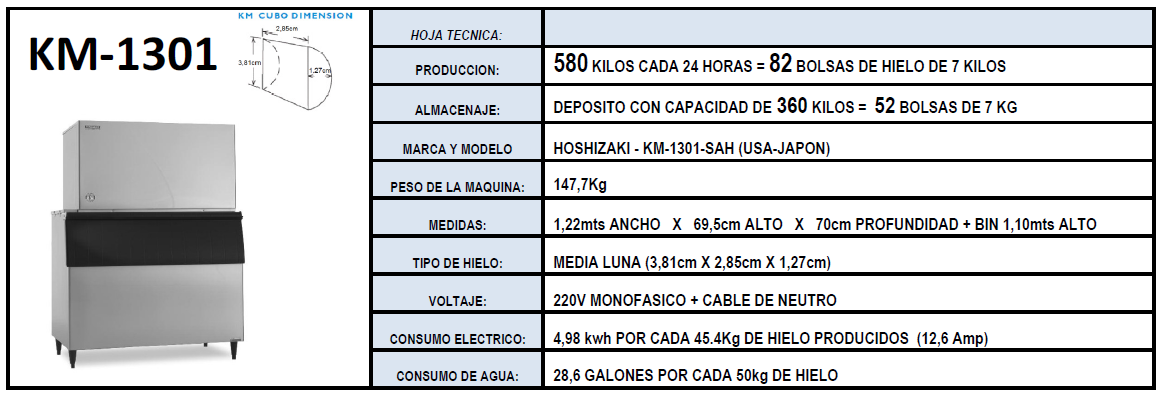 KM CUBO DIMENSION
2,85cm
3,81cm
1,27cm
KM-1301
HOJA TECNICA:
PRODUCCION: 580 KILOS CADA 24 HORAS = 82 BOLSAS DE HIELO DE 7 KILOS
ALMACENAJE: DEPOSITO CON CAPACIDAD DE 360 KILOS = 52 BOLSAS DE 7 KG
MARCA Y MODELO HOSHIZAKI - KM-1301-SAH (USA-JAPON)
PESO DE LA MAQUINA: 147,7Kg
MEDIDAS: 1,22mts ANCHO X 69,5cm ALTO X 70cm PROFUNDIDAD + BIN 1,10mts ALTO
TIPO DE HIELO: MEDIA LUNA (3,81cm X 2,85cm X 1,27cm)
VOLTAJE: 220V MONOFASICO + CABLE DE NEUTRO
CONSUMO ELECTRICO: 4,98 kwh POR CADA 45.4Kg DE HIELO PRODUCIDOS (12,6 Amp)
CONSUMO DE AGUA: 28,6 GALONES POR CADA 50kg DE HIELO